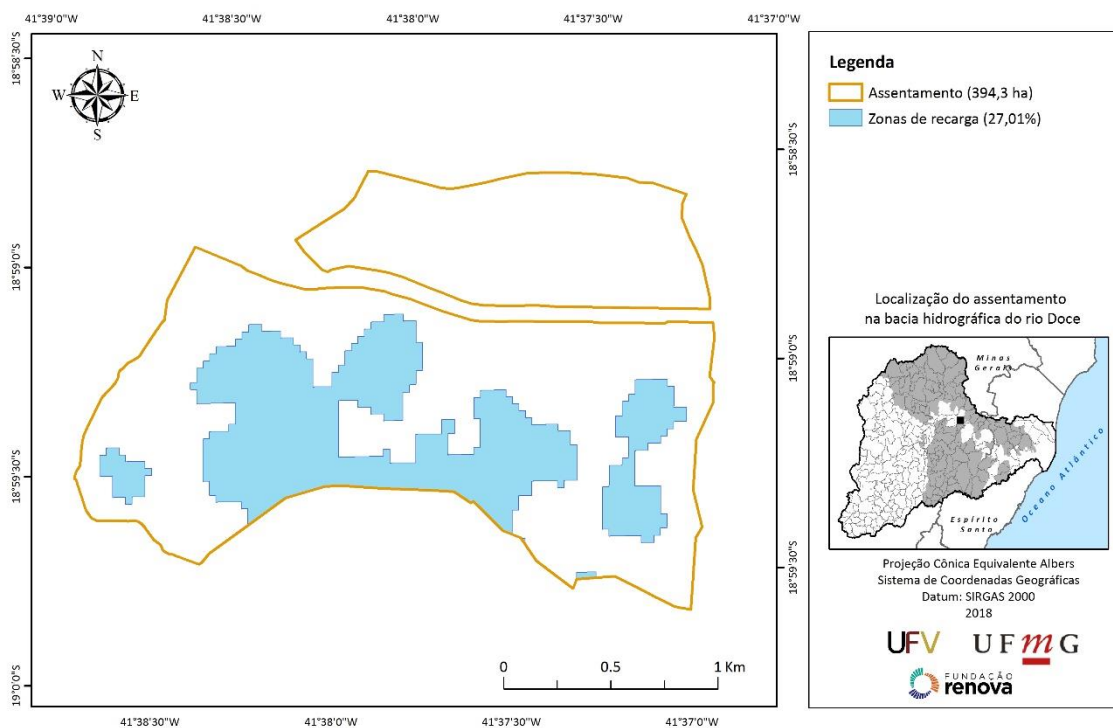 41°39'0"W 41°38'30"W 41°38'0"W 41°37'30"W 41°37'0"W
18°58'30"S
18°59'0"S
18°59'30"S
19°0'0"S
N
W E
S
18°58'30"S
18°59'0"S
18°59'30"S
0 0.5 1 Km
41°38'30"W 41°38'0"W 41°37'30"W 41°37'0"W
Legenda
Assentamento (394,3 ha)
Zonas de recarga (27,01%)
Localização do assentamento
na bacia hidrográfica do rio Doce
Minas
Gerais
Espírito
Santo
Oceano Atlântico
Projeção Cônica Equivalente Albers
Sistema de Coordenadas Geográficas
Datum: SIRGAS 2000
2018
UFV UFmG
FUNDAÇÃO
renova